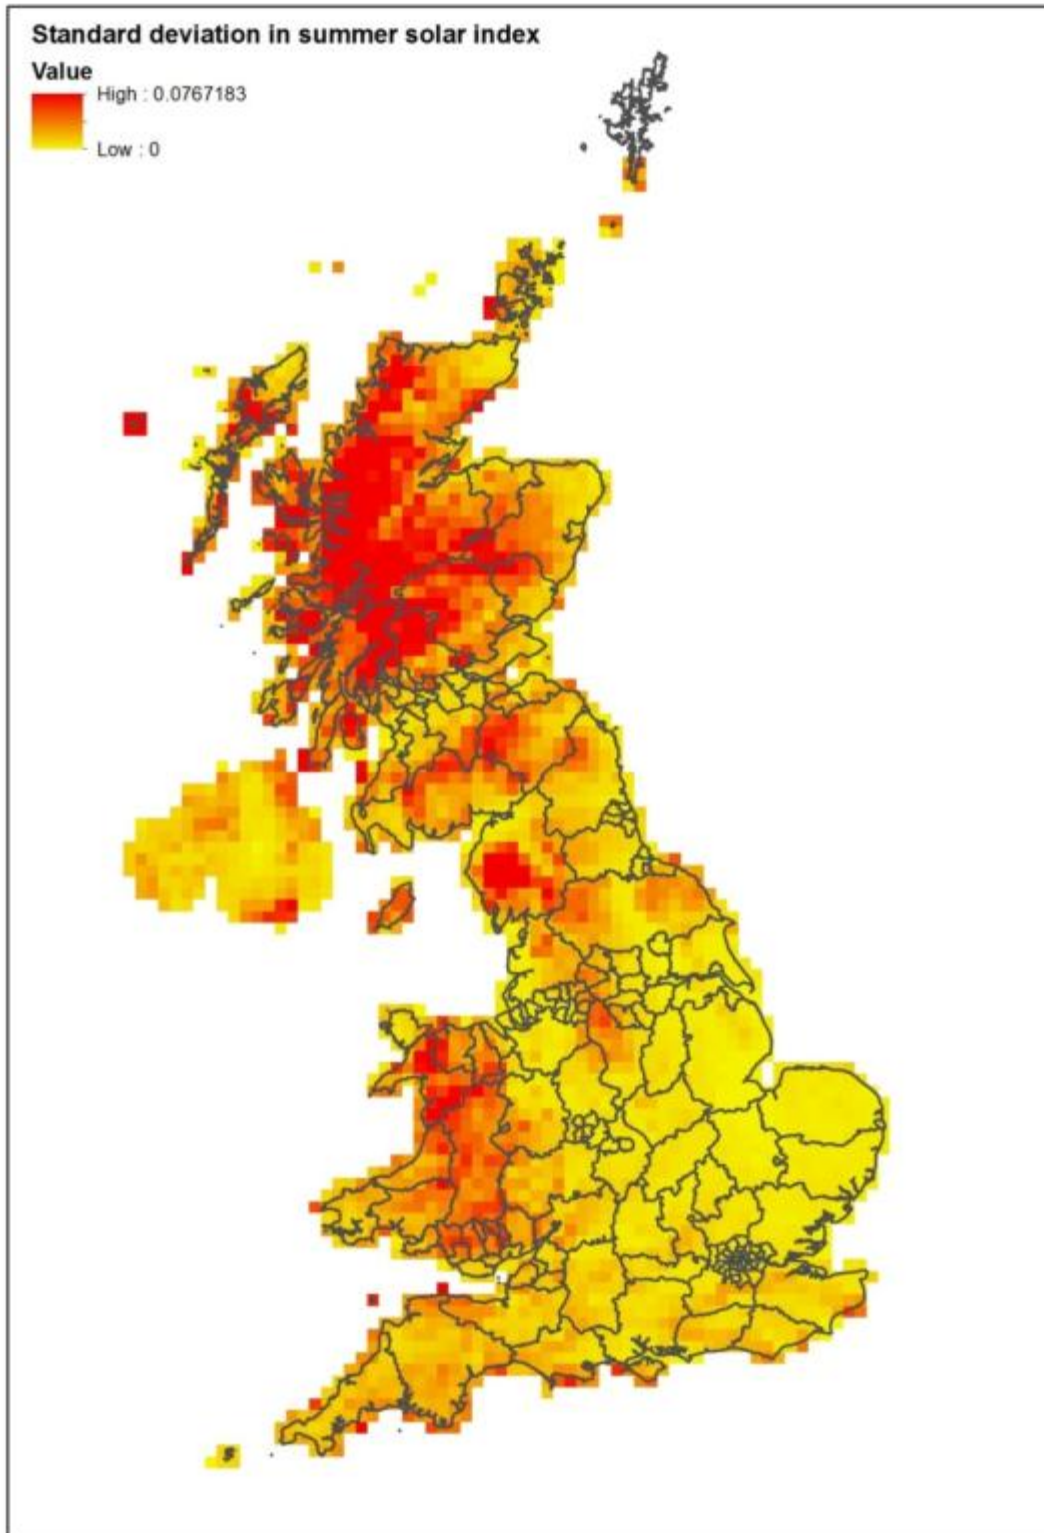 Standard deviation in summer solar index
Value
High : 0.0767183
Low : 0